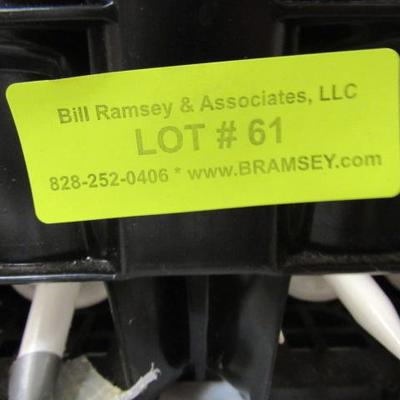 Bill Ramsey & Associates, LLC
LOT # 61
828-252-0406 * www.BRAMSEY.com